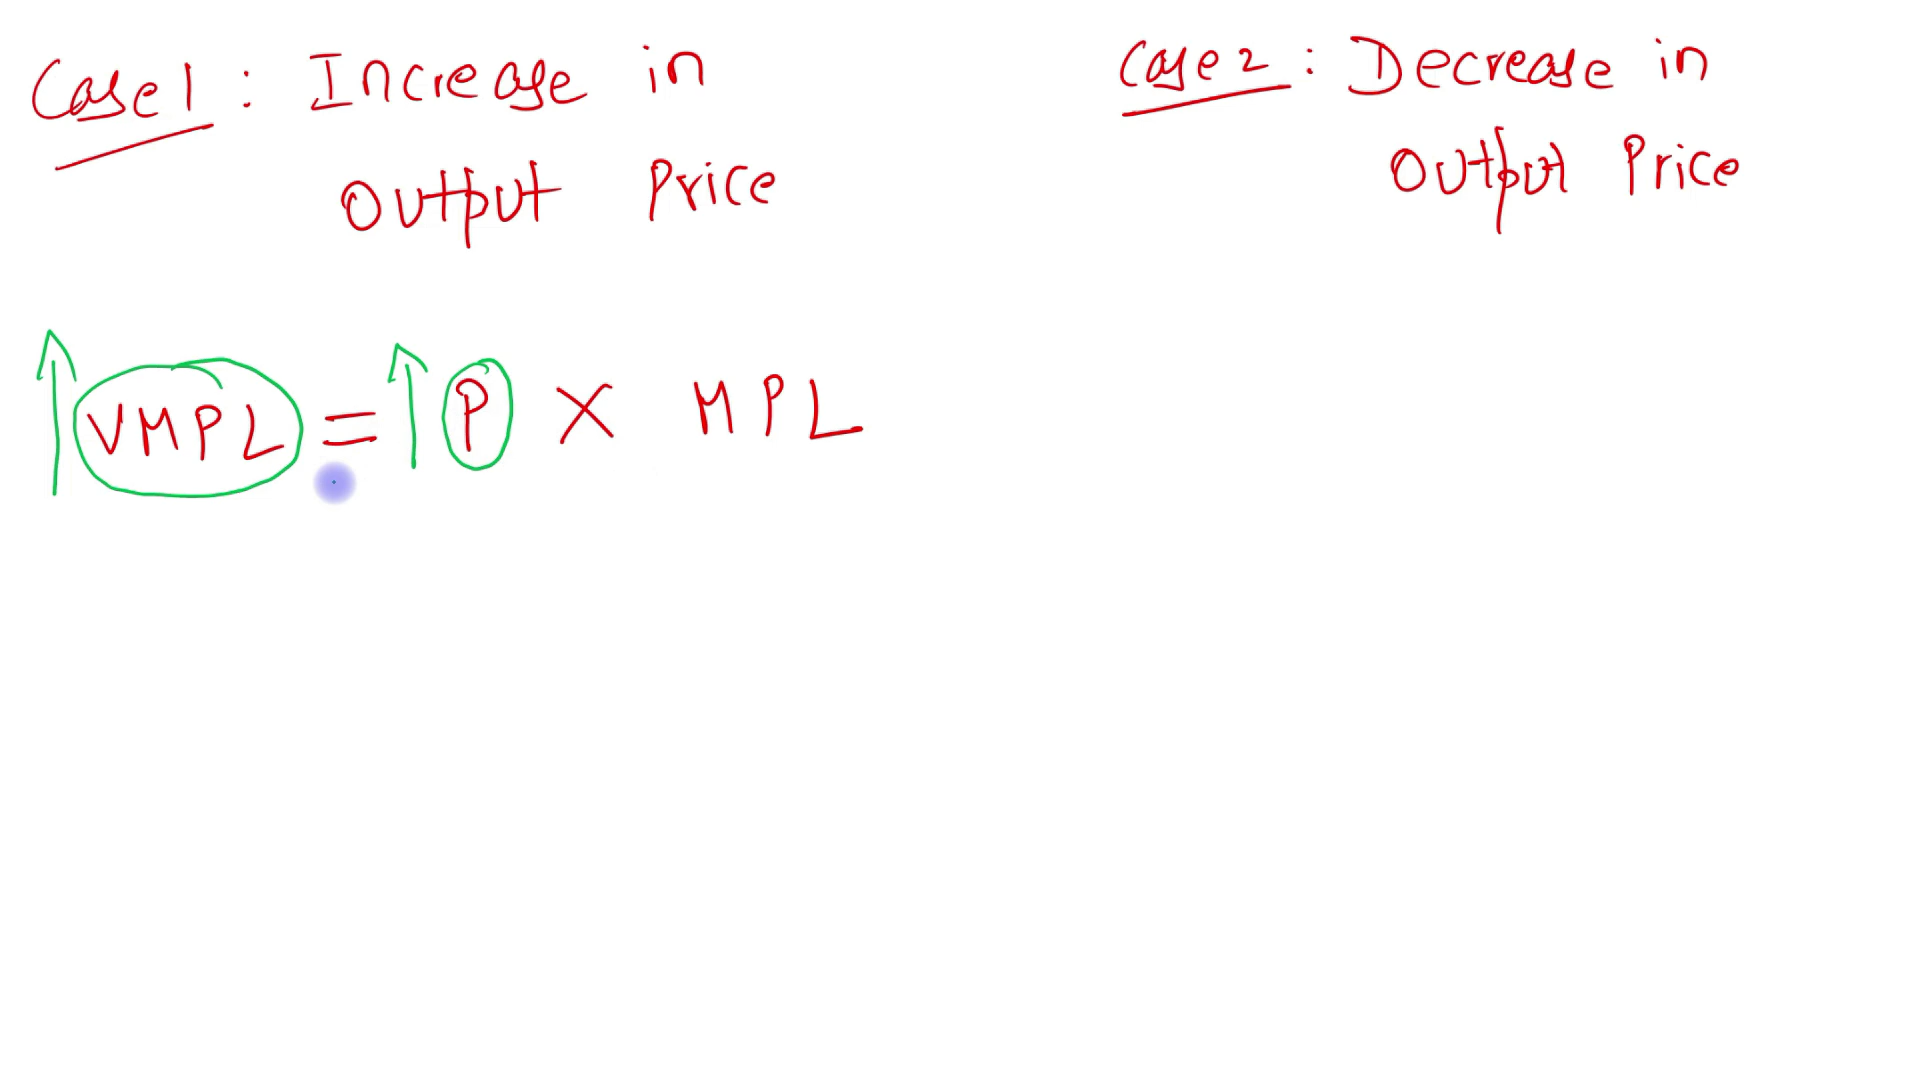 Case 1 : Increase in
Output Price
VMPL = P X MPL
Case 2 : Decrease in
Output Price